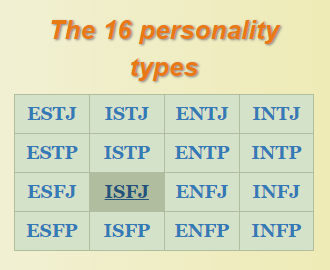 The 16 personality
types
ESTJ ISTJ ENTJ INTJ
ESTP ISTP ENTP INTP
ESFJ ISFJ ENFJ INFJ
ESFP ISFP ENFP INFP